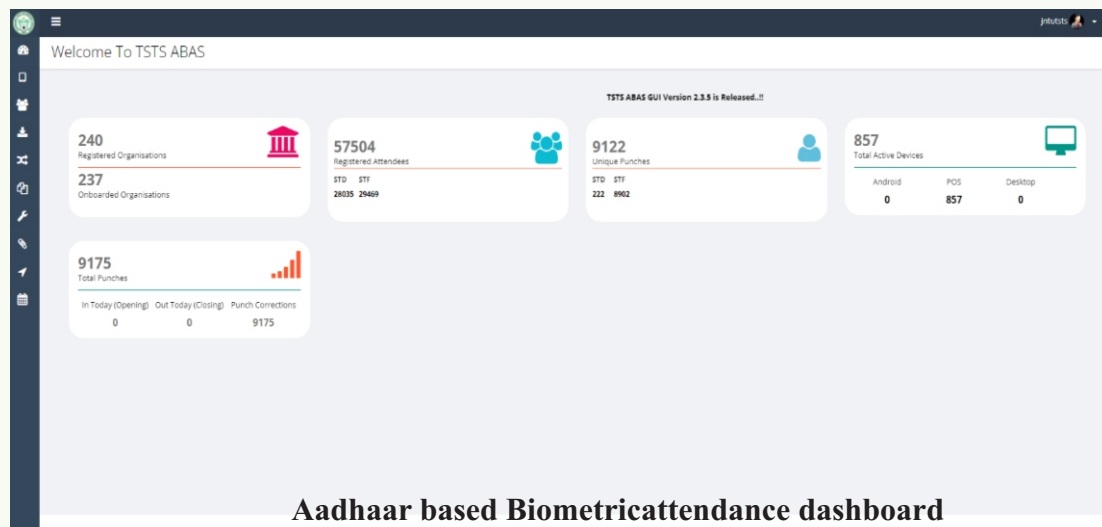 jntutsts
Welcome To TSTS ABAS
TSTS ABAS GUI Version 2.3.5 is Released..!!
240
Registered Organisations
237
Onboarded Organisations
57504
Registered Attendees
STD STF
28035 29469
9122
Unique Punches
STD STF
222 8902
857
Total Active Devices
Android POS Desktop
0 857 0
9175
Total Punches
In Today (Opening) Out Today (Closing) Punch Corrections
0 0 9175
Aadhaar based Biometricattendance dashboard